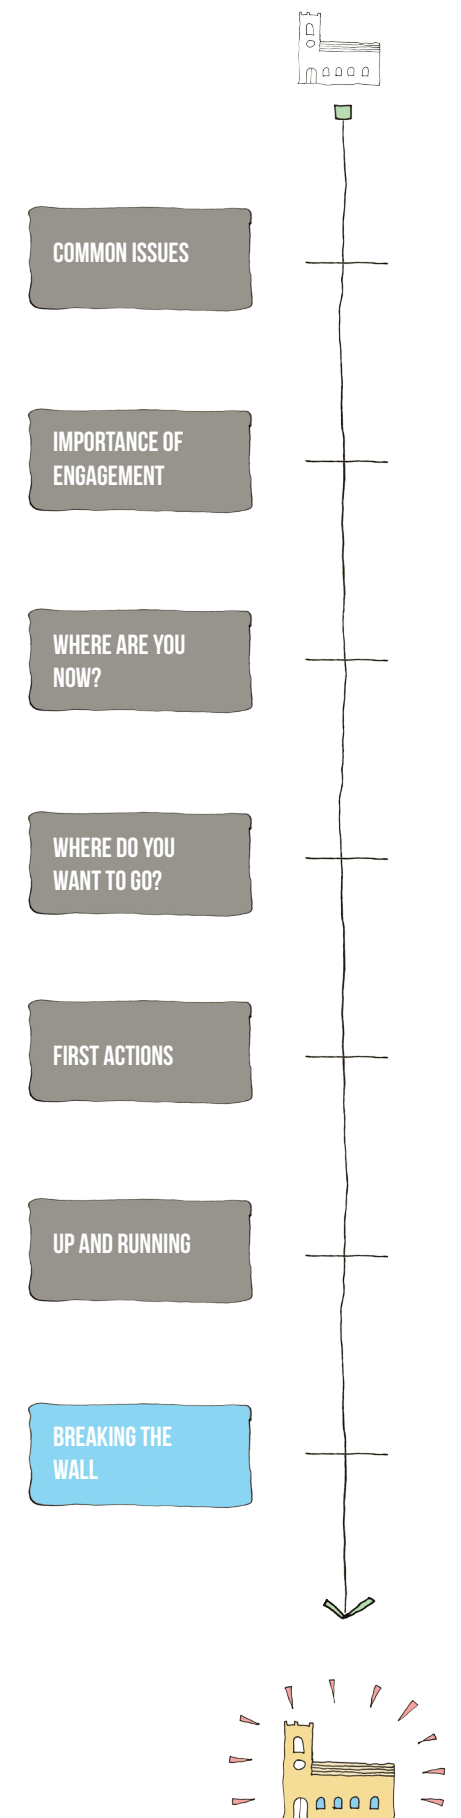 COMMON ISSUES
IMPORTANCE OF
ENGAGEMENT
WHERE ARE YOU
NOW?
WHERE DO YOU
WANT TO GO?
FIRST ACTIONS
UP AND RUNNING
BREAKING THE
WALL